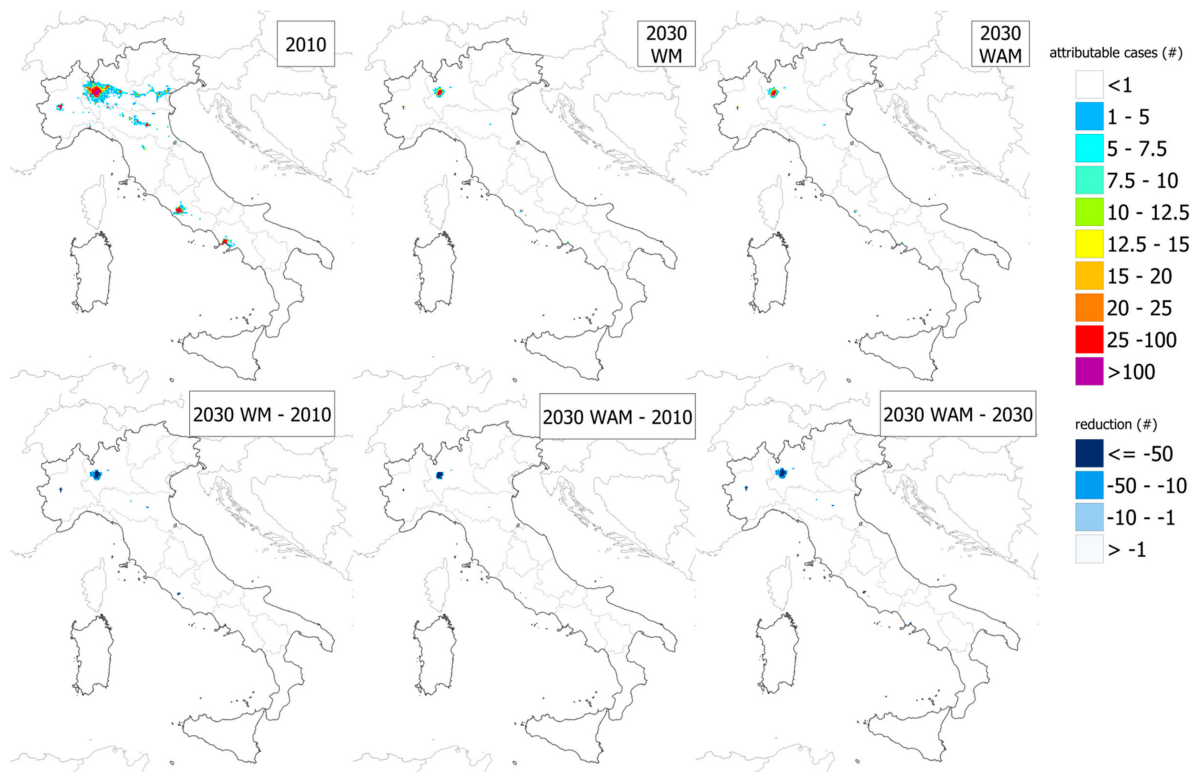 2010
2030
WM
2030
WAM
attributable cases (#)
<1
1 - 5
5 - 7.5
7.5 - 10
10 - 12.5
12.5 - 15
15 - 20
20 - 25
25 -100
>100
2030 WM - 2010
2030 WAM - 2010
2030 WAM - 2030
reduction (#)
<= -50
-50 - -10
-10 - -1
> -1